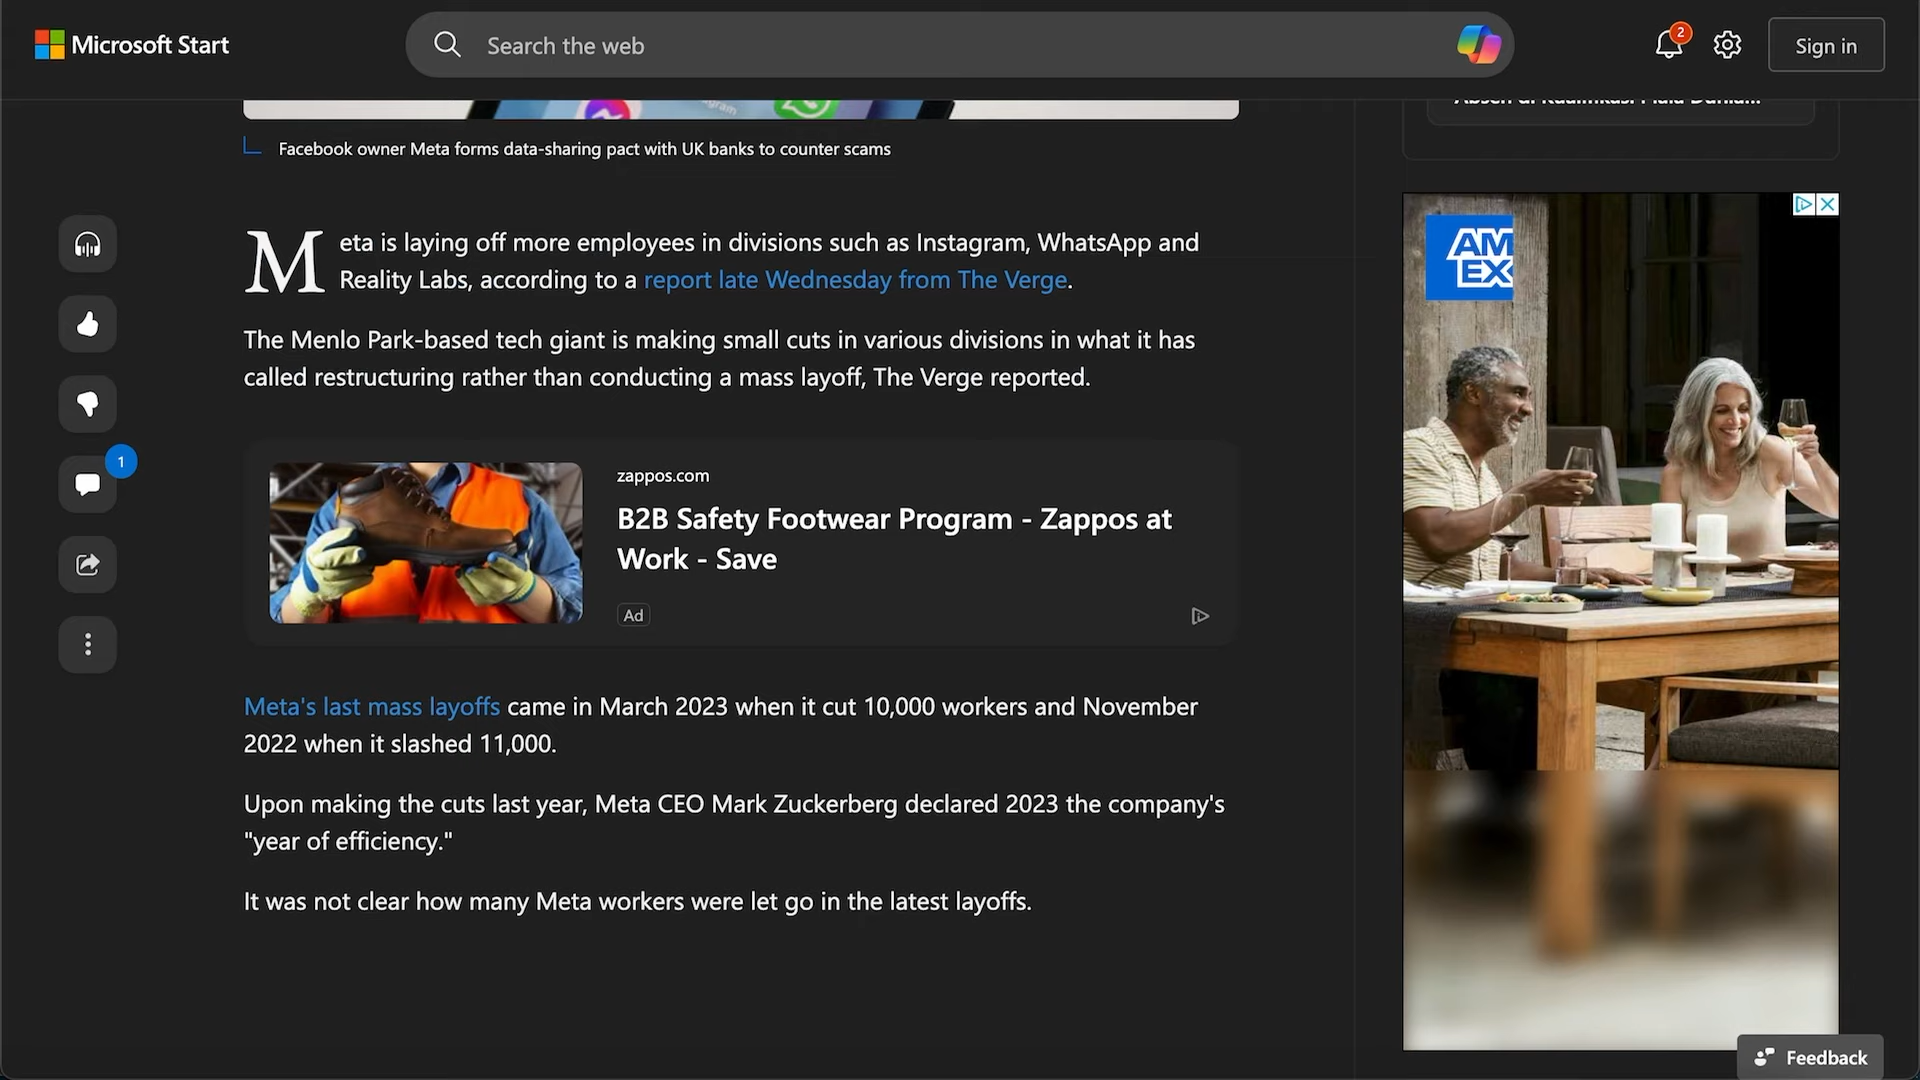 Microsoft Start
Search the web
2
Sign in
Facebook owner Meta forms data-sharing pact with UK banks to counter scams
Meta is laying off more employees in divisions such as Instagram, WhatsApp and
Reality Labs, according to a report late Wednesday from The Verge.
The Menlo Park-based tech giant is making small cuts in various divisions in what it has
called restructuring rather than conducting a mass layoff, The Verge reported.
1
zappos.com
B2B Safety Footwear Program - Zappos at
Work - Save
Ad
Meta's last mass layoffs came in March 2023 when it cut 10,000 workers and November
2022 when it slashed 11,000.
Upon making the cuts last year, Meta CEO Mark Zuckerberg declared 2023 the company's
"year of efficiency."
It was not clear how many Meta workers were let go in the latest layoffs.
AM
EX
Feedback